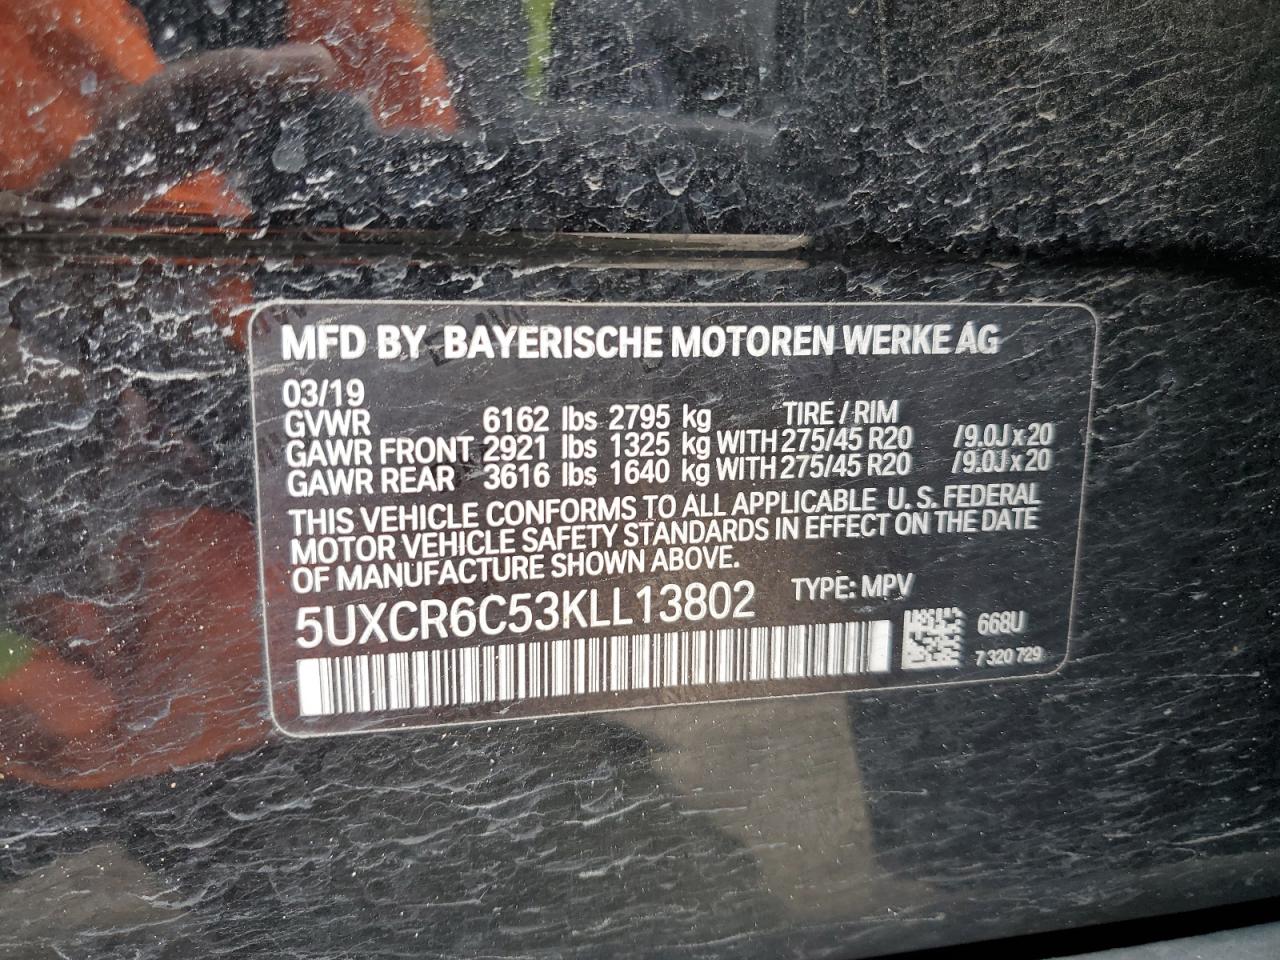 MFD BY BAYERISCHE MOTOREN WERKE AG
03/19
GVWR 6162 lbs 2795 kg TIRE / RIM
GAWR FRONT 2921 lbs 1325 kg WITH 275/45 R20 / 9.0J x 20
GAWR REAR 3616 lbs 1640 kg WITH 275/45 R20 / 9.0J x 20
THIS VEHICLE CONFORMS TO ALL APPLICABLE U. S. FEDERAL
MOTOR VEHICLE SAFETY STANDARDS IN EFFECT ON THE DATE
OF MANUFACTURE SHOWN ABOVE.
5UXCR6C53KLL13802 TYPE: MPV
668U
7 320 729